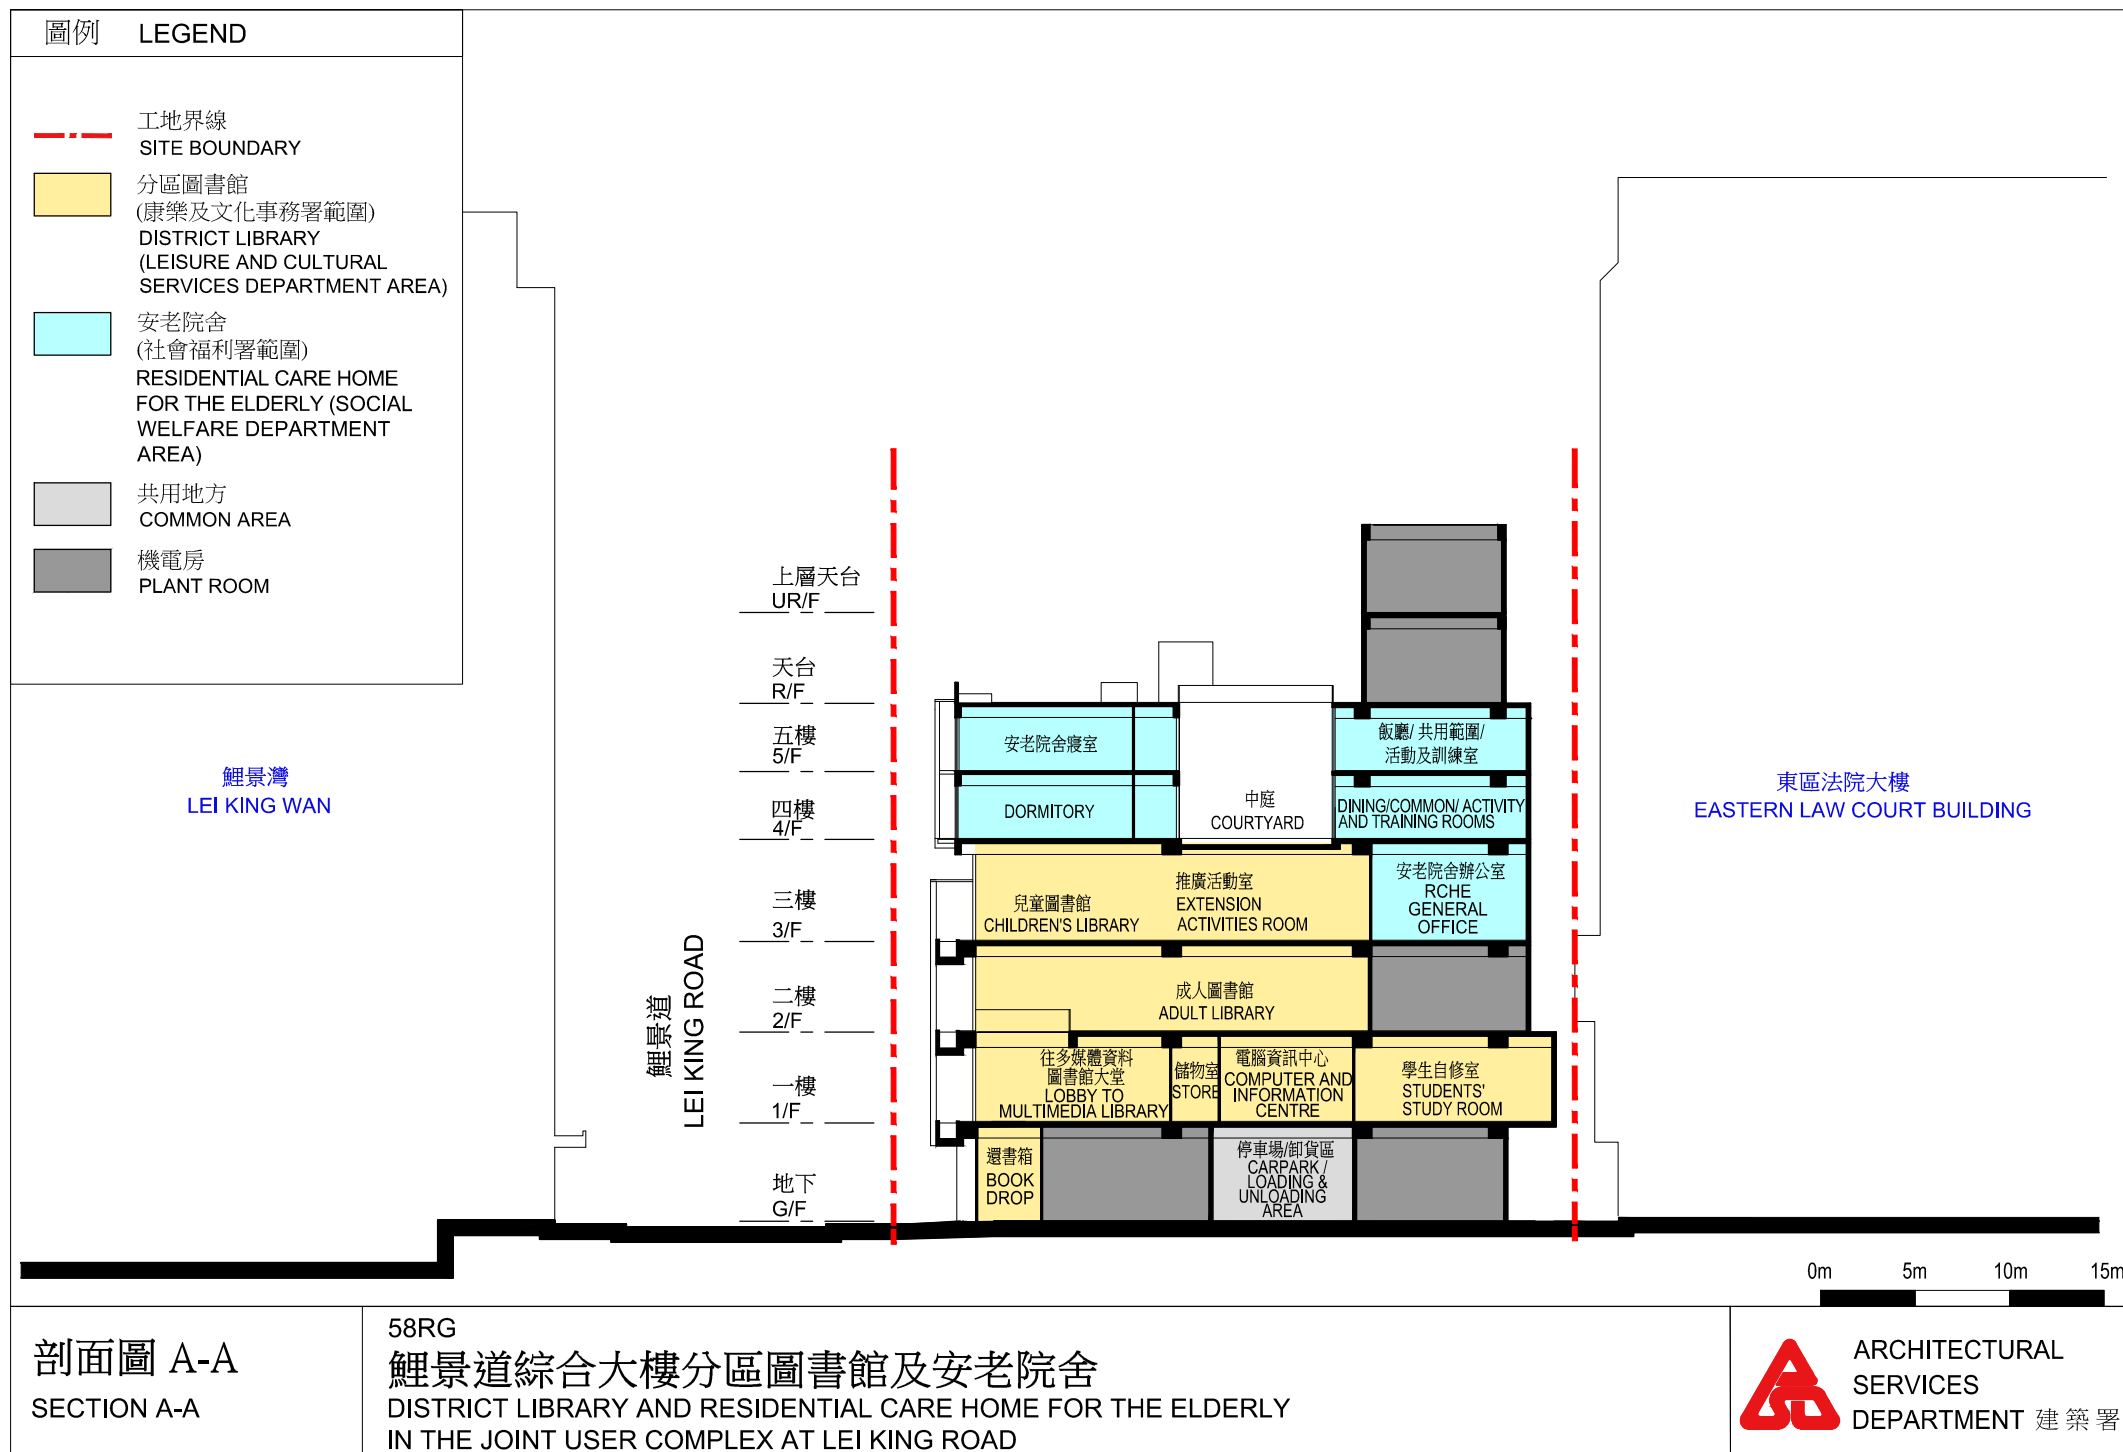 圖例 LEGEND
工地界線
SITE BOUNDARY
分區圖書館
(康樂及文化事務署範圍)
DISTRICT LIBRARY
(LEISURE AND CULTURAL
SERVICES DEPARTMENT AREA)
安老院舍
(社會福利署範圍)
RESIDENTIAL CARE HOME
FOR THE ELDERLY (SOCIAL
WELFARE DEPARTMENT
AREA)
共用地方
COMMON AREA
機電房
PLANT ROOM
上層天台
UR/F
天台
R/F
五樓
5/F
四樓
4/F
三樓
3/F
二樓
2/F
一樓
1/F
地下
G/F
鯉景灣
LEI KING WAN
鯉景道
LEI KING ROAD
安老院舍寢室
DORMITORY
中庭
COURTYARD
飯廳/ 共用範圍/
活動及訓練室
DINING/COMMON/ ACTIVITY
AND TRAINING ROOMS
兒童圖書館
CHILDREN'S LIBRARY
推廣活動室
EXTENSION
ACTIVITIES ROOM
安老院舍辦公室
RCHE
GENERAL
OFFICE
成人圖書館
ADULT LIBRARY
往多媒體資料
圖書館大堂
LOBBY TO
MULTIMEDIA LIBRARY
儲物室
STORE
電腦資訊中心
COMPUTER AND
INFORMATION
CENTRE
學生自修室
STUDENTS'
STUDY ROOM
還書箱
BOOK
DROP
停車場/卸貨區
CARPARK /
LOADING &
UNLOADING
AREA
東區法院大樓
EASTERN LAW COURT BUILDING
0m 5m 10m 15m
剖面圖 A-A
SECTION A-A
58RG
鯉景道綜合大樓分區圖書館及安老院舍
DISTRICT LIBRARY AND RESIDENTIAL CARE HOME FOR THE ELDERLY
IN THE JOINT USER COMPLEX AT LEI KING ROAD
ARCHITECTURAL
SERVICES
DEPARTMENT 建築署